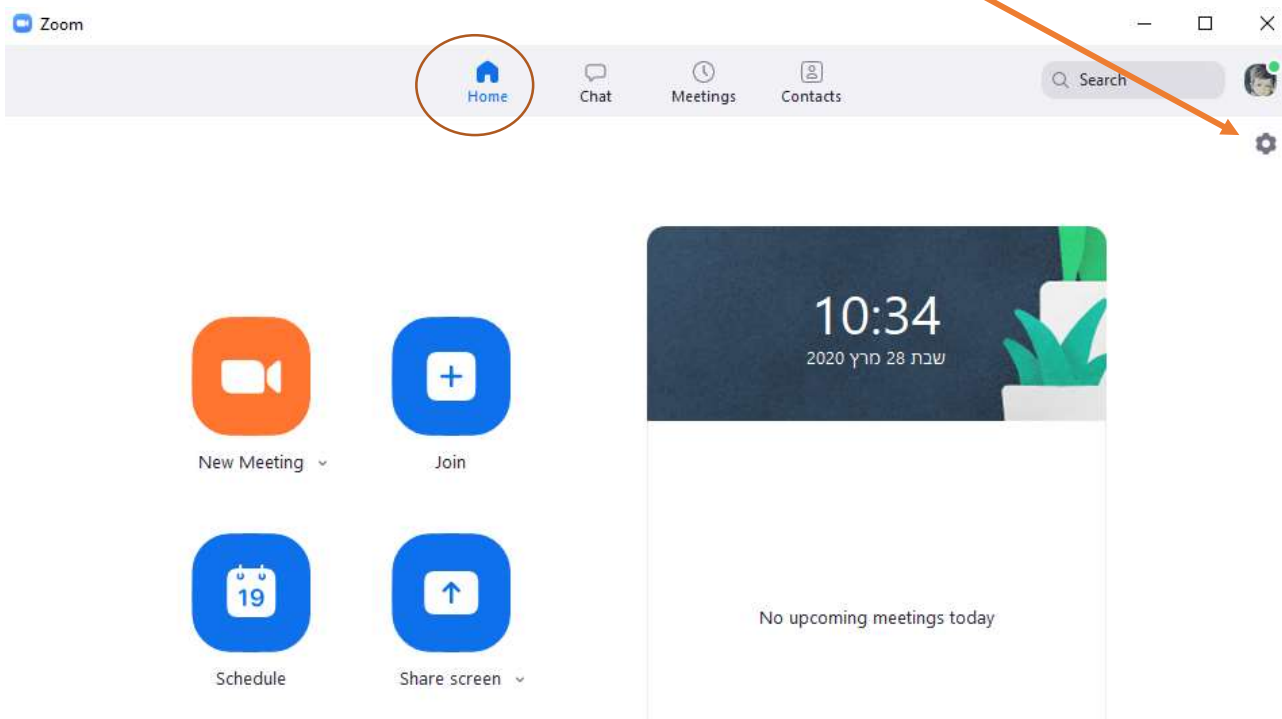 Zoom
Home Chat Meetings Contacts Search
10:34
שבת 28 מרץ 2020
New Meeting Join
19
Schedule Share screen
No upcoming meetings today